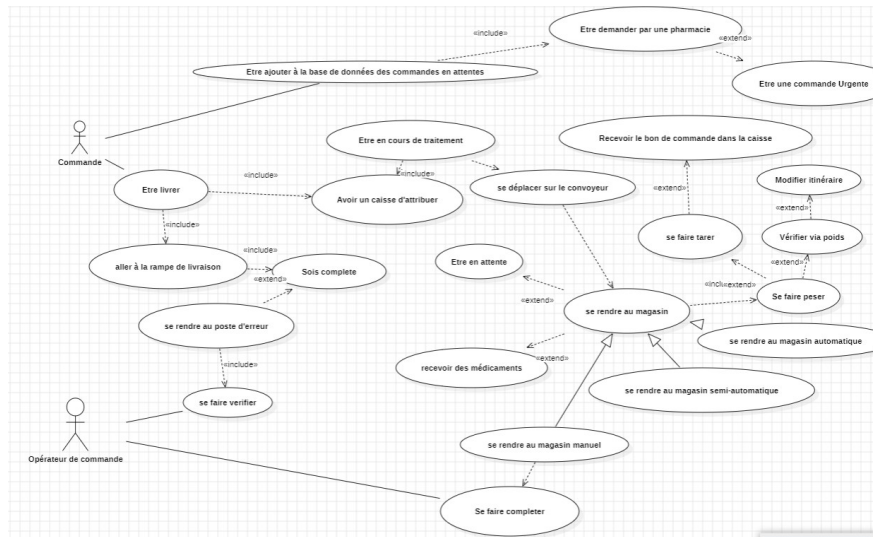 Etre demander par une pharmacie
«include»
«extend»
Etre ajouter à la base de données des commandes en attentes
Etre une commande Urgente
Commande
Etre en cours de traitement
Recevoir le bon de commande dans la caisse
Etre livrer
«include»
«include»
Avoir un caisse d'attribuer
se déplacer sur le convoyeur
Modifier itinéraire
«extend»
«extend»
«include»
se faire tarer
Vérifier via poids
aller à la rampe de livraison
«include»
«extend»
Sois complete
Etre en attente
«extend»
«extend»
Se faire peser
se rendre au magasin
se rendre au poste d'erreur
se rendre au magasin automatique
«extend»
«include»
recevoir des médicaments
se rendre au magasin semi-automatique
se faire verifier
Opérateur de commande
se rendre au magasin manuel
Se faire completer